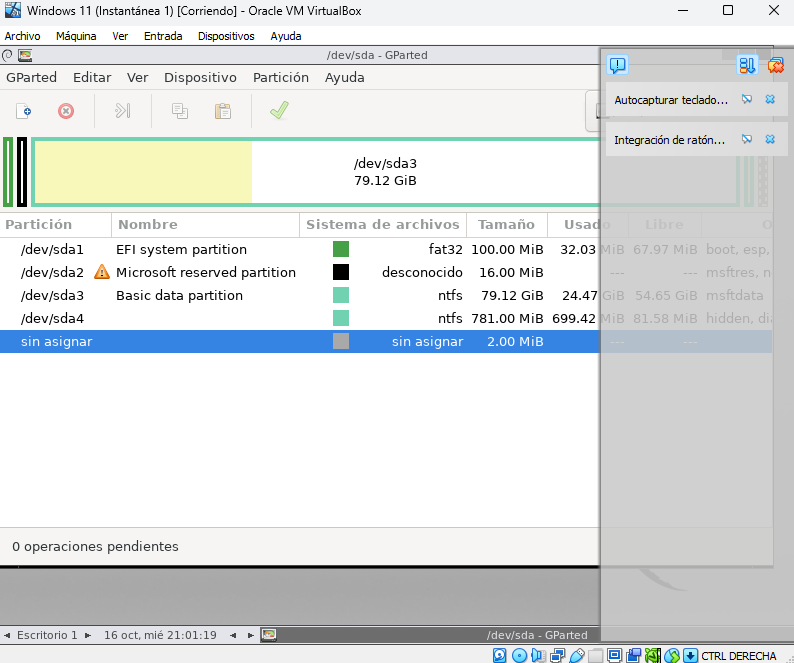 Windows 11 (Instantánea 1) [Corriendo] - Oracle VM VirtualBox
Archivo Máquina Ver Entrada Dispositivos Ayuda
/dev/sda - GParted
GParted Editar Ver Dispositivo Partición Ayuda
Autocapturar teclado...
Integración de ratón...
/dev/sda3
79.12 GiB
Partición Nombre Sistema de archivos Tamaño Usado Libre
/dev/sda1 EFI system partition fat32 100.00 MiB 32.03 MiB 67.97 MiB boot, esp,
/dev/sda2 Microsoft reserved partition desconocido 16.00 MiB --- --- msftres, n
/dev/sda3 Basic data partition ntfs 79.12 GiB 24.47 GiB 54.65 GiB msftdata
/dev/sda4 ntfs 781.00 MiB 699.42 MiB 81.58 MiB hidden, di
sin asignar sin asignar 2.00 MiB --- ---
0 operaciones pendientes
Escritorio 1 16 oct, mié 21:01:19 /dev/sda - GParted
CTRL DERECHA